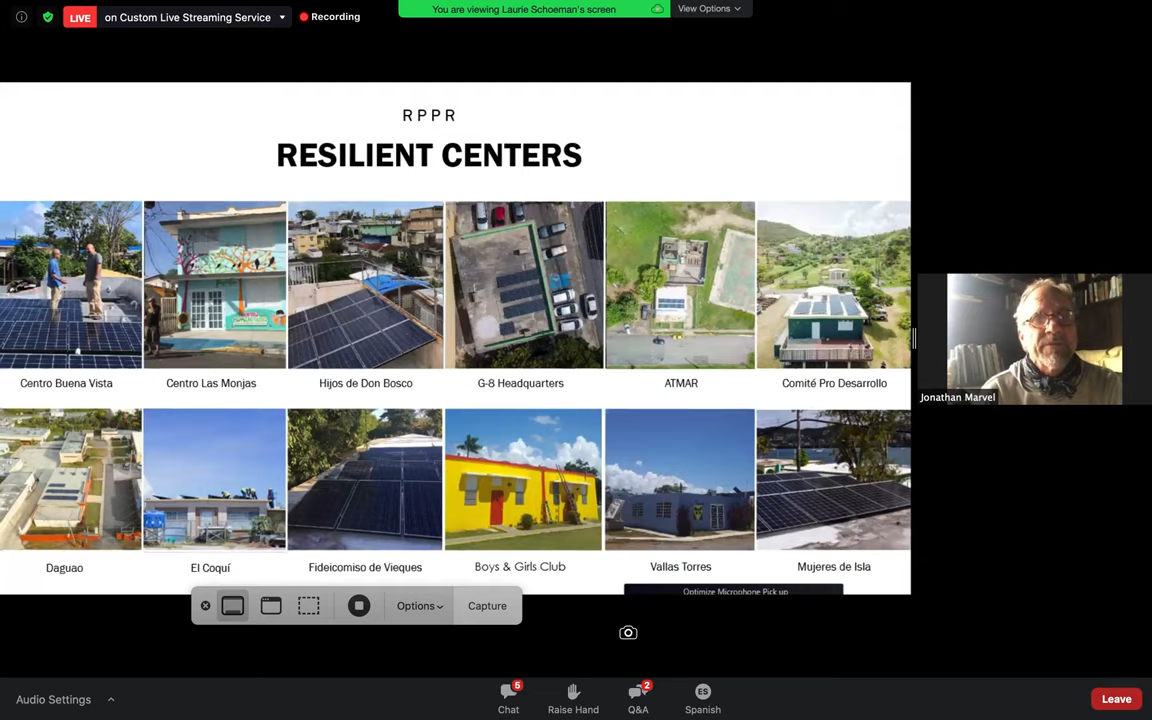 LIVE
on Custom Live Streaming Service
Recording
You are viewing Laurie Schoeman's screen
View Options
RPPR
RESILIENT CENTERS
Centro Buena Vista
Centro Las Monjas
Hijos de Don Bosco
G-8 Headquarters
ATMAR
Comité Pro Desarrollo
Jonathan Marvel
Daguao
El Coquí
Fideicomiso de Vieques
Boys & Girls Club
Vallas Torres
Mujeres de Isla
Optimize Microphone Pick up
Options
Capture
Audio Settings
5
Chat
Raise Hand
2
Q&A
ES
Spanish
Leave